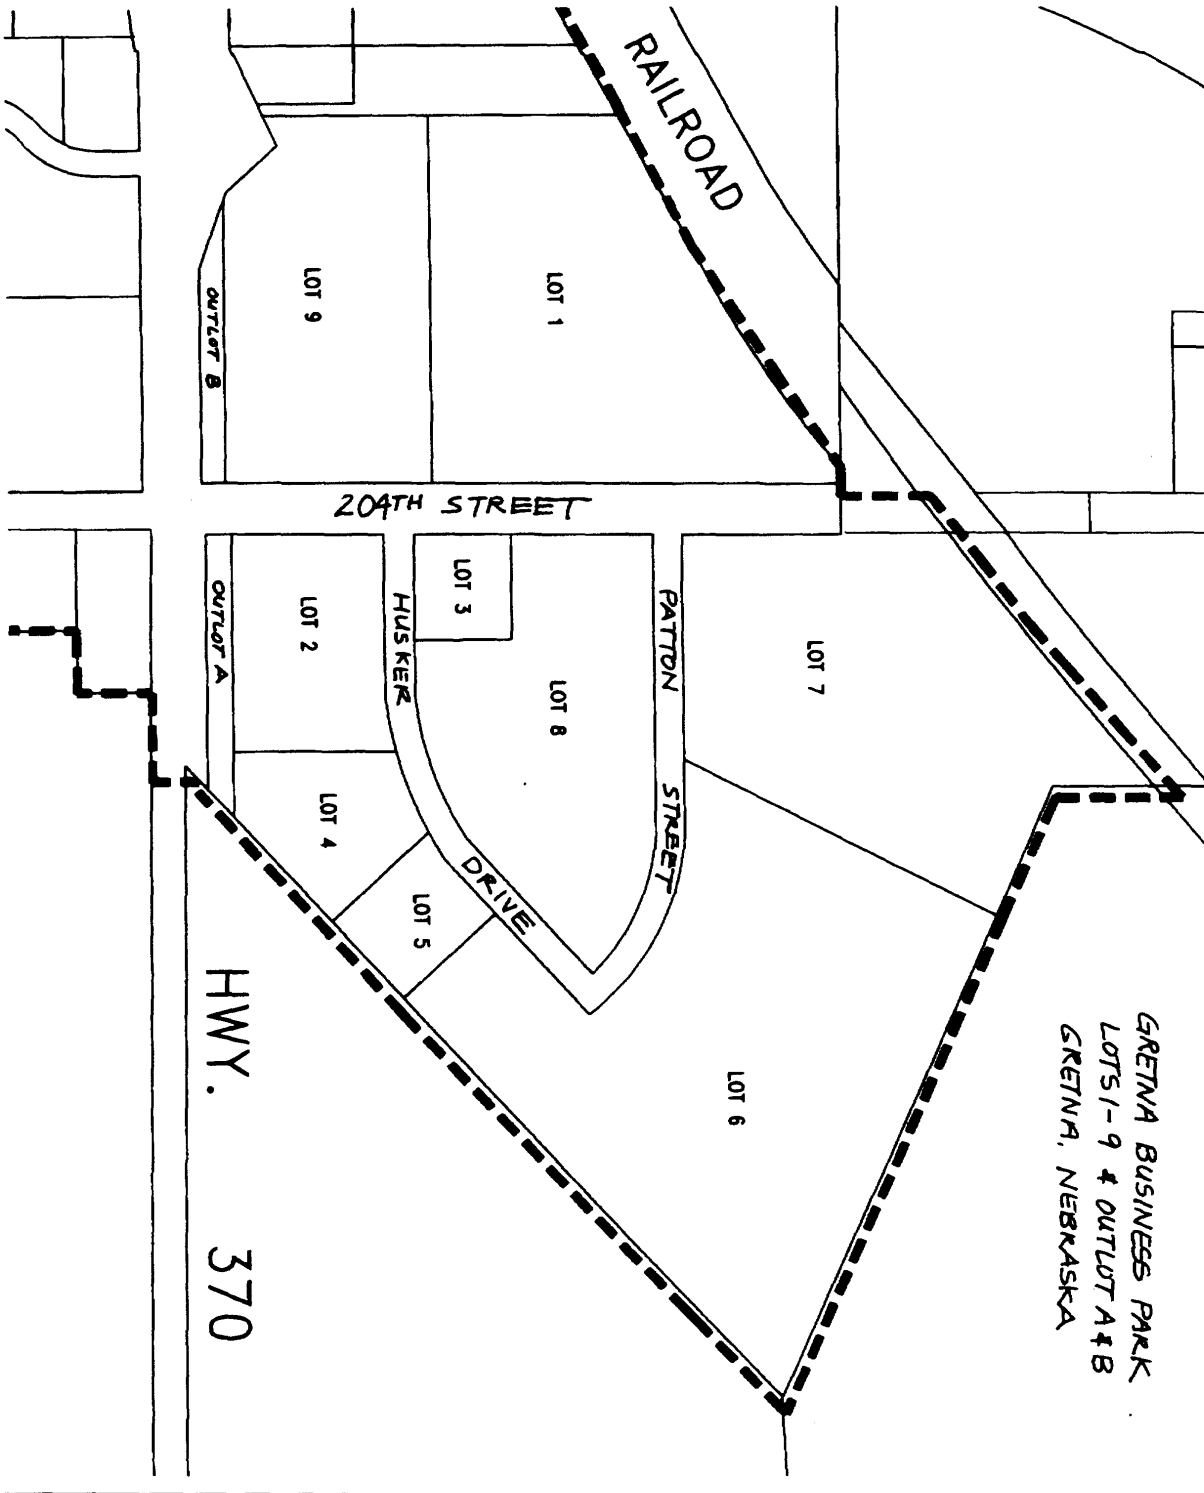 RAILROAD
LOT 1
LOT 9
OUTLOT B
204TH STREET
LOT 7
PATTON STREET
LOT 8
LOT 3
HUSKER DRIVE
LOT 2
OUTLOT A
LOT 4
LOT 5
LOT 6
HWY. 370
GRETNA BUSINESS PARK
LOTS 1-9 & OUTLOT A & B
GRETNA, NEBRASKA